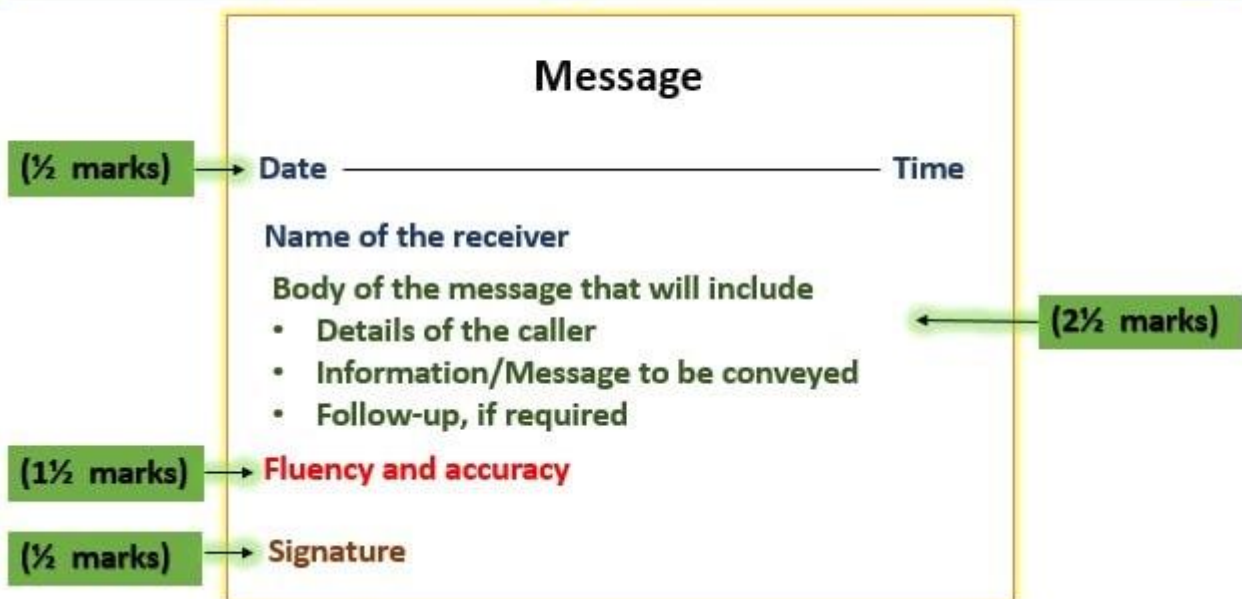 Message
(½ marks)
Date
Time
Name of the receiver
Body of the message that will include
• Details of the caller
(2½ marks)
• Information/Message to be conveyed
• Follow-up, if required
(1½ marks)
Fluency and accuracy
(½ marks)
Signature